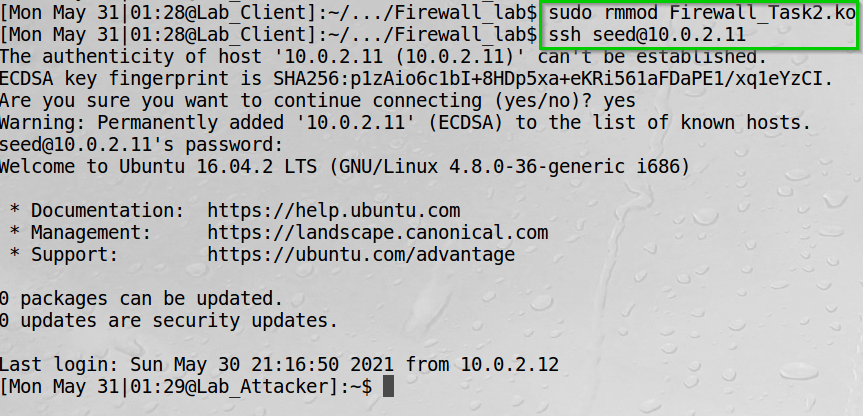 [Mon May 31|01:28@Lab_Client]:~/.../Firewall_lab$ sudo rmmod Firewall_Task2.ko
[Mon May 31|01:28@Lab_Client]:~/.../Firewall_lab$ ssh seed@10.0.2.11
The authenticity of host '10.0.2.11 (10.0.2.11)' can't be established.
ECDSA key fingerprint is SHA256:p1zAio6c1bI+8HDp5xa+eKRi561aFDaPE1/xq1eYzCI.
Are you sure you want to continue connecting (yes/no)? yes
Warning: Permanently added '10.0.2.11' (ECDSA) to the list of known hosts.
seed@10.0.2.11's password:
Welcome to Ubuntu 16.04.2 LTS (GNU/Linux 4.8.0-36-generic i686)
* Documentation:  https://help.ubuntu.com
* Management:     https://landscape.canonical.com
* Support:        https://ubuntu.com/advantage
0 packages can be updated.
0 updates are security updates.
Last login: Sun May 30 21:16:50 2021 from 10.0.2.12
[Mon May 31|01:29@Lab_Attacker]:~$